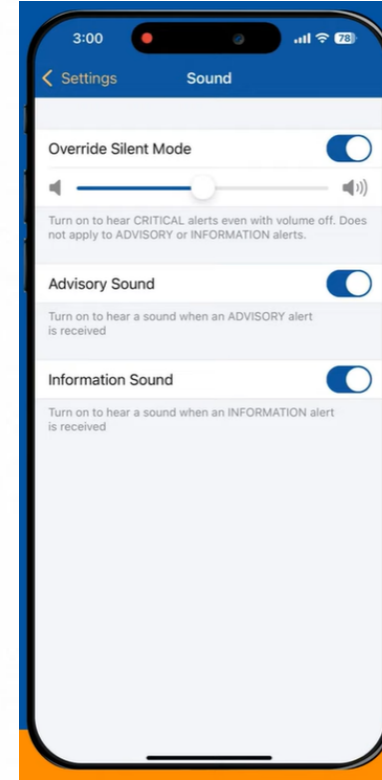 3:00
78
Settings
Sound
Override Silent Mode
Turn on to hear CRITICAL alerts even with volume off. Does
not apply to ADVISORY or INFORMATION alerts.
Advisory Sound
Turn on to hear a sound when an ADVISORY alert
is received
Information Sound
Turn on to hear a sound when an INFORMATION alert
is received